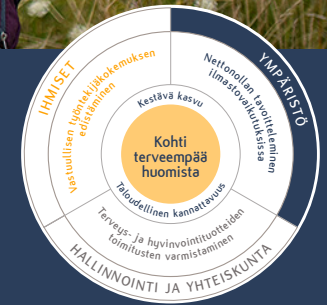 IHMISET
Vastuullisen työntekijäkokemuksen
edistäminen
YMPÄRISTÖ
Nettonollan tavoitteleminen
ilmastovaikutuksissa
Kestävä kasvu
Kohti
terveempää
huomista
Taloudellinen kannattavuus
Terveys- ja hyvinvointituotteiden
toimitusten varmistaminen
HALLINNOINTI JA YHTEISKUNTA